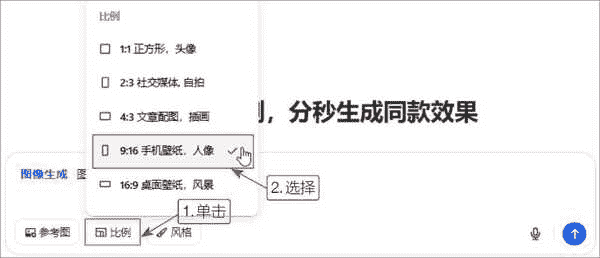 比例
1:1 正方形，头像
2:3 社交媒体，自拍
4:3 文章配图，插画
，分秒生成同款效果
9:16 手机壁纸，人像
图像生成
2.选择
16:9 桌面壁纸，风景
1.单击
参考图
比例
风格